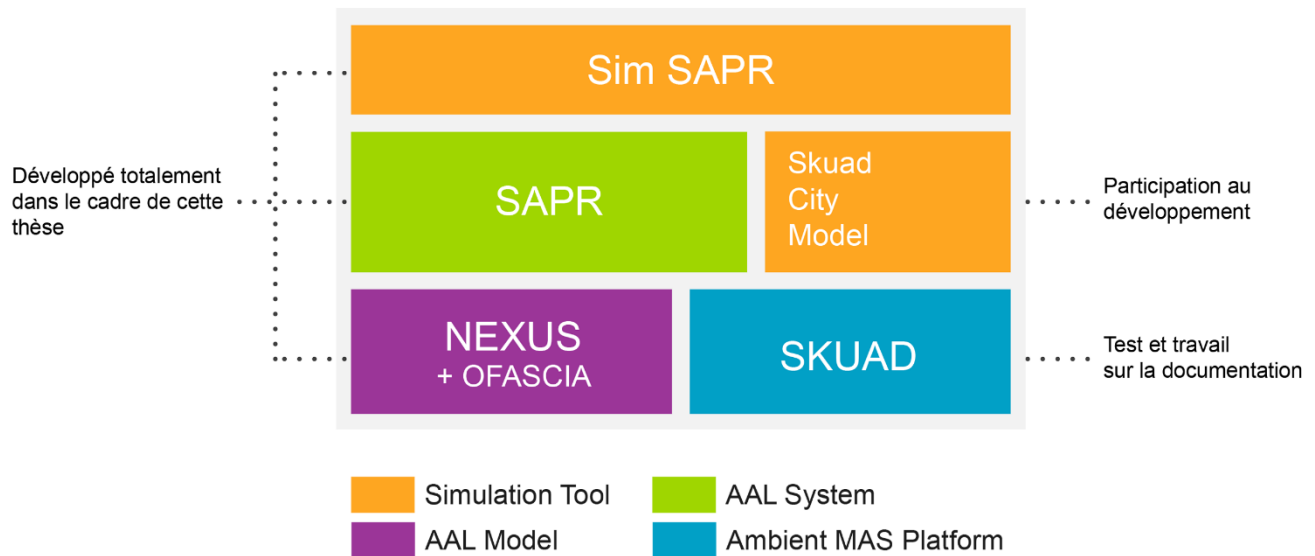 Sim SAPR
Développé totalement
dans le cadre de cette
thèse
SAPR
Skuad
City
Model
Participation au
développement
NEXUS
+ OFASCIA
SKUAD
Test et travail
sur la documentation
Simulation Tool
AAL System
AAL Model
Ambient MAS Platform